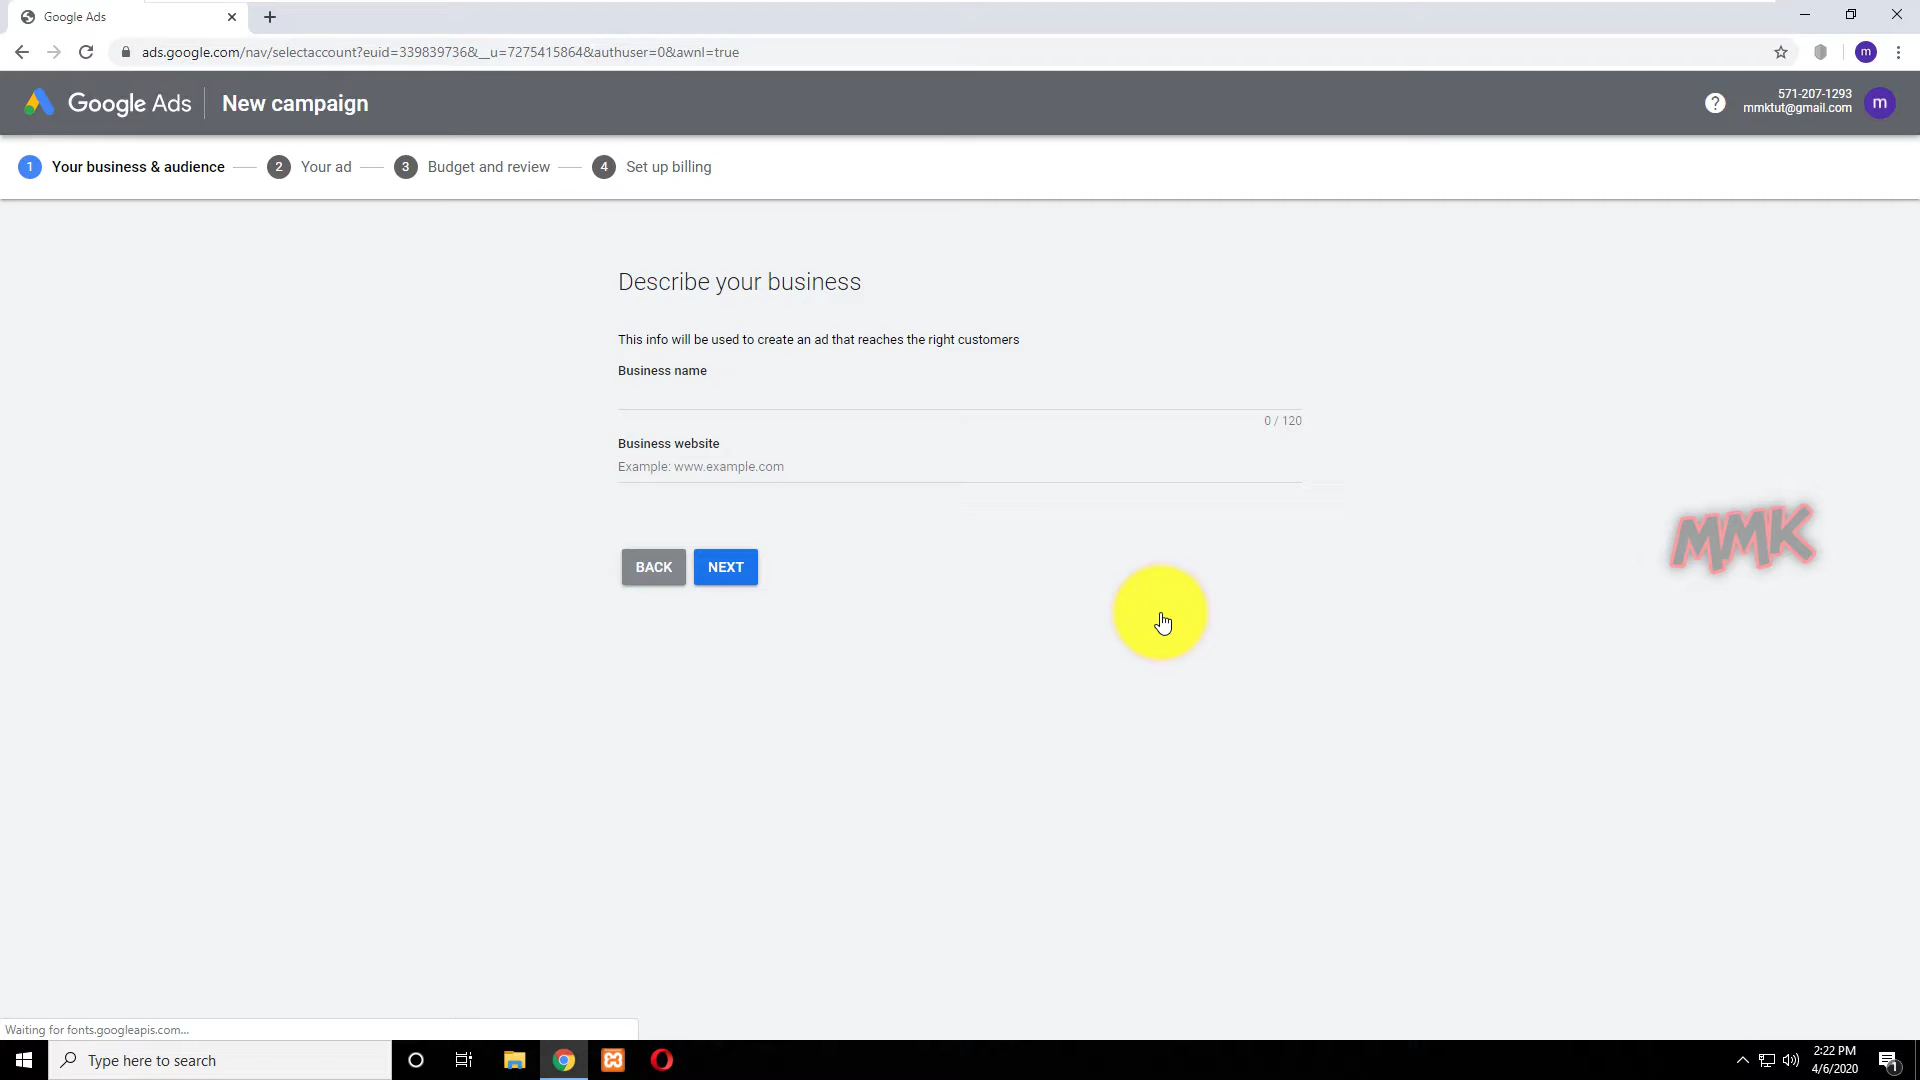 Google Ads
ads.google.com/nav/selectaccount?euid=339839736&__u=7275415864&authuser=0&awnl=true
m
Google Ads
New campaign
?
571-207-1293
mmktut@gmail.com
m
1 Your business & audience
2 Your ad
3 Budget and review
4 Set up billing
Describe your business
This info will be used to create an ad that reaches the right customers
Business name
0 / 120
Business website
Example: www.example.com
BACK
NEXT
MMK
Waiting for fonts.googleapis.com...
Type here to search
2:22 PM
4/6/2020
1